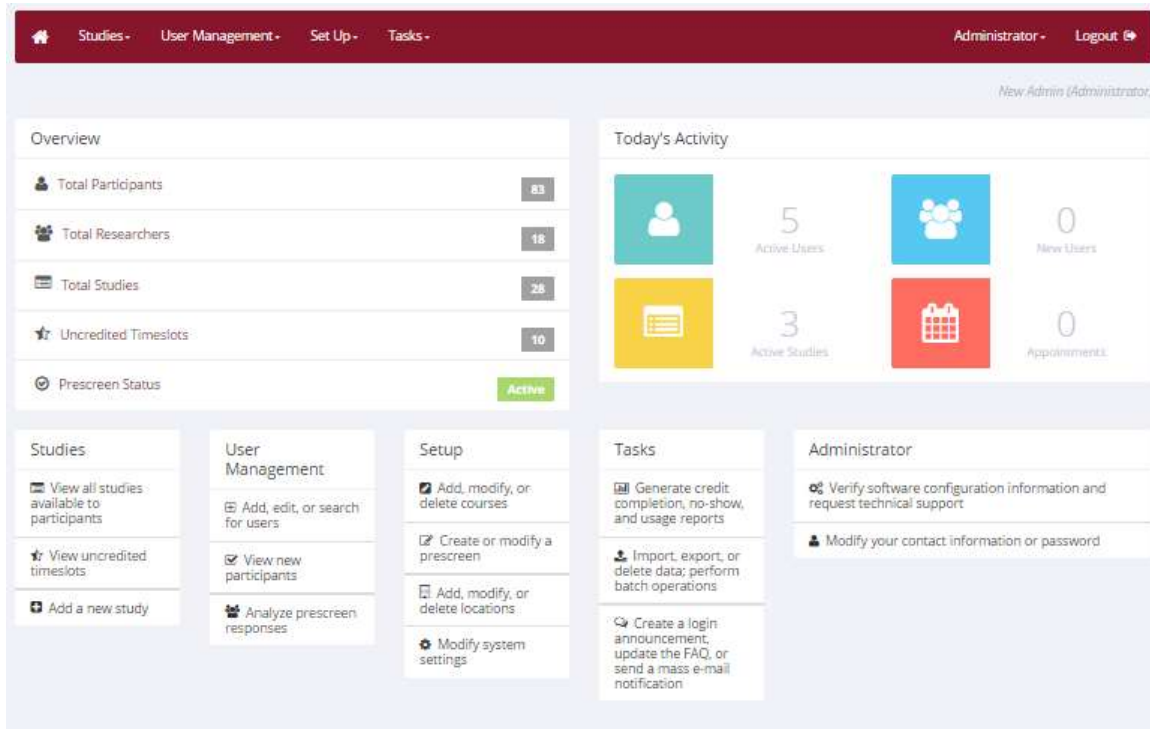 Studies
User Management
Set Up
Tasks
Administrator
Logout
New Admin (Administrator)
Overview
Total Participants
83
Total Researchers
18
Total Studies
28
Uncredited Timeslots
10
Prescreen Status
Active
Today's Activity
5
Active Users
0
New Users
3
Active Studies
0
Appointments
Studies
View all studies
available to
participants
View uncredited
timeslots
Add a new study
User
Management
Add, edit, or search
for users
View new
participants
Analyze prescreen
responses
Setup
Add, modify, or
delete courses
Create or modify a
prescreen
Add, modify, or
delete locations
Modify system
settings
Tasks
Generate credit
completion, no-show,
and usage reports
Import, export, or
delete data; perform
batch operations
Create a login
announcement,
update the FAQ, or
send a mass e-mail
notification
Administrator
Verify software configuration information and
request technical support
Modify your contact information or password